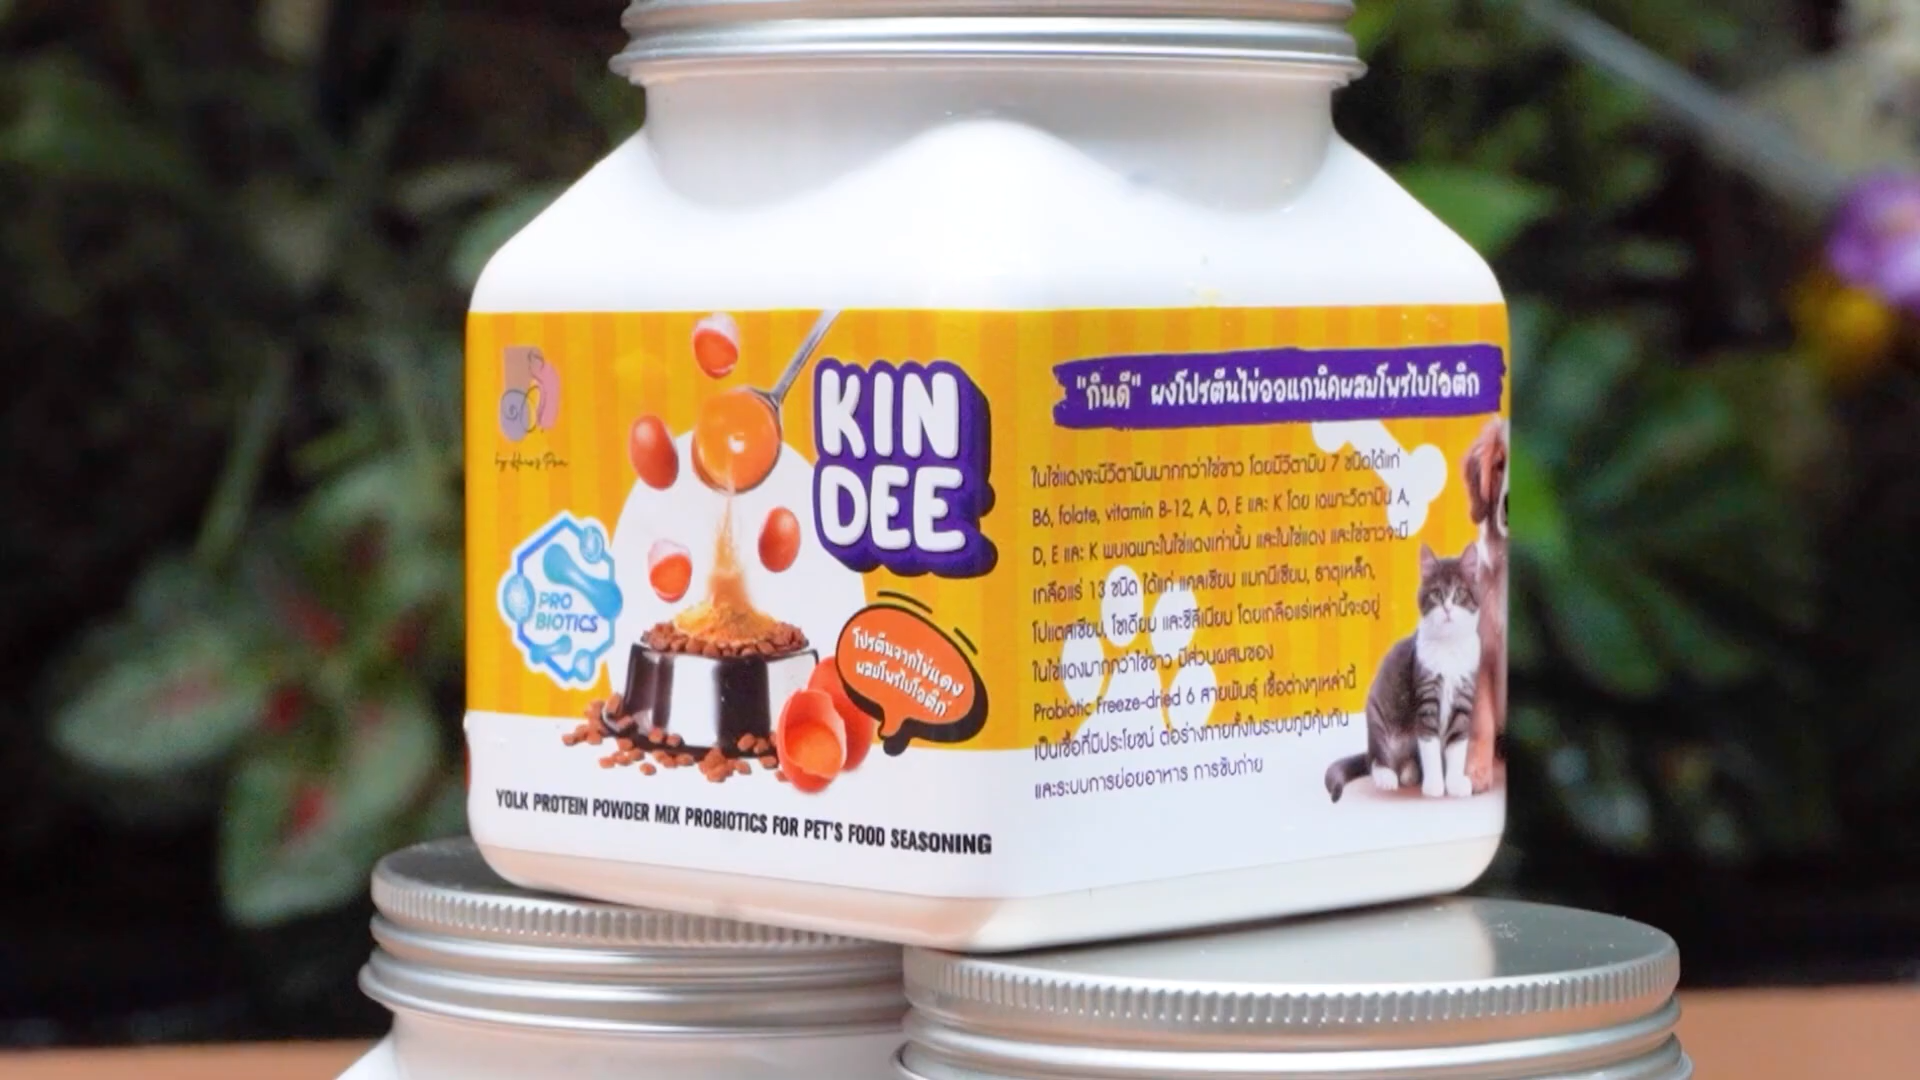 by Hair's Pen
KIN
DEE
PRO
BIOTICS
โปรตีนจากไข่แดง
ผสมโพรไบโอติก
YOLK PROTEIN POWDER MIX PROBIOTICS FOR PET'S FOOD SEASONING
"กินดี" ผงโปรตีนไข่ออแกนิคผสมโพรไบโอติก
ในไข่แดงจะมีวิตามินมากกว่าไข่ขาว โดยมีวิตามิน 7 ชนิดได้แก่
B6, folate, vitamin B-12, A, D, E และ K โดย เฉพาะวิตามิน A,
D, E และ K พบเฉพาะในไข่แดงเท่านั้น และในไข่แดง และไข่ขาวจะมี
เกลือแร่ 13 ชนิด ได้แก่ แคลเซียม แมกนีเซียม, ธาตุเหล็ก,
โปแตสเซียม, โซเดียม และซีลีเนียม โดยเกลือแร่เหล่านี้จะอยู่
ในไข่แดงมากกว่าไข่ขาว มีส่วนผสมของ
Probiotic Freeze-dried 6 สายพันธุ์ เชื้อต่างๆเหล่านี้
เป็นเชื้อที่มีประโยชน์ ต่อร่างกายทั้งในระบบภูมิคุ้มกัน
และระบบการย่อยอาหาร การขับถ่าย